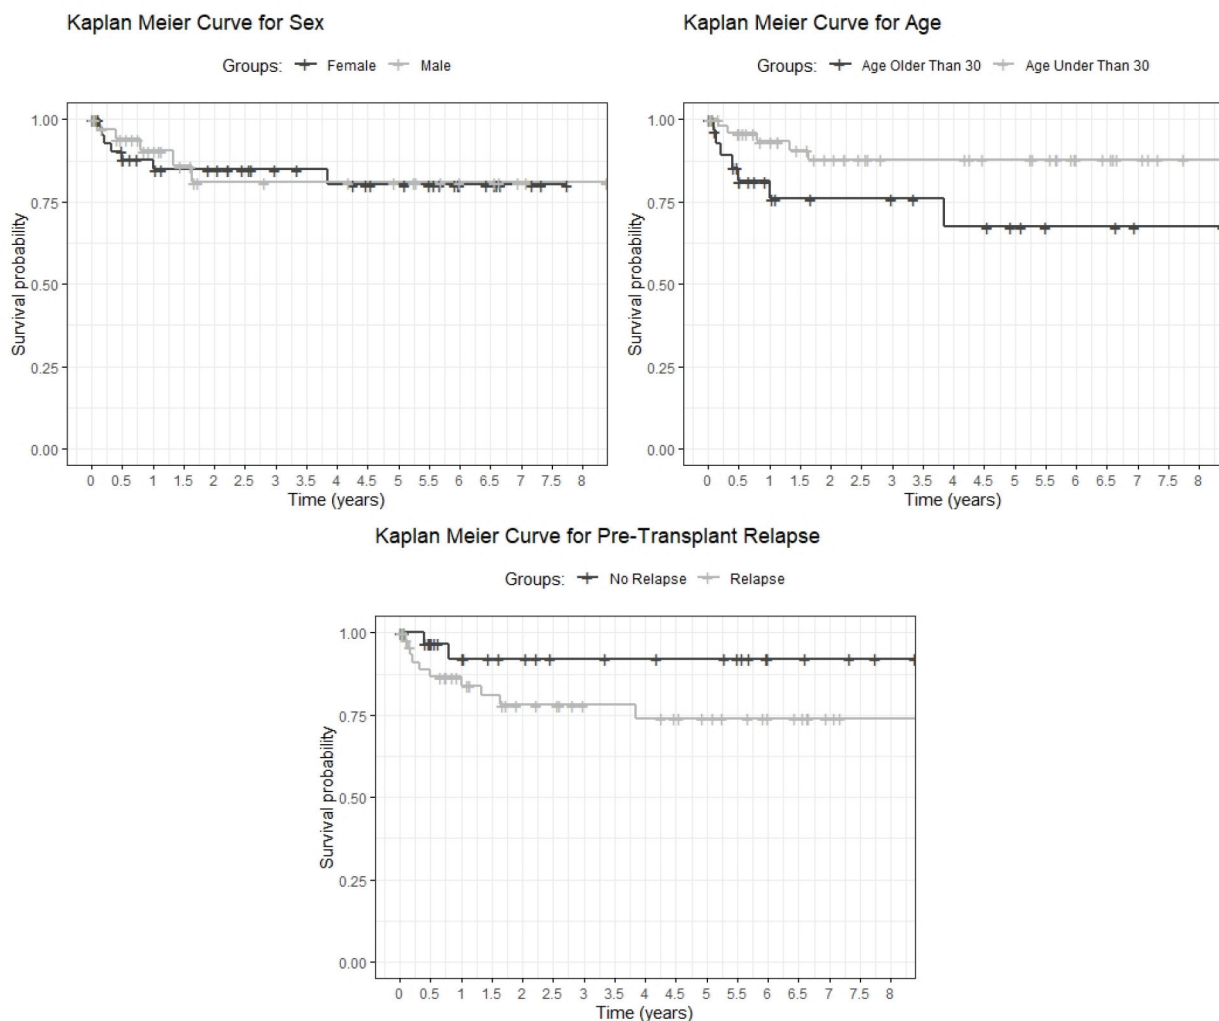 Kaplan Meier Curve for Sex
Groups: Female Male
Survival probability
1.00
0.75
0.50
0.25
0.00
0 0.5 1 1.5 2 2.5 3 3.5 4 4.5 5 5.5 6 6.5 7 7.5 8
Time (years)
Kaplan Meier Curve for Age
Groups: Age Older Than 30 Age Under Than 30
Survival probability
1.00
0.75
0.50
0.25
0.00
0 0.5 1 1.5 2 2.5 3 3.5 4 4.5 5 5.5 6 6.5 7 7.5 8
Time (years)
Kaplan Meier Curve for Pre-Transplant Relapse
Groups: No Relapse Relapse
Survival probability
1.00
0.75
0.50
0.25
0.00
0 0.5 1 1.5 2 2.5 3 3.5 4 4.5 5 5.5 6 6.5 7 7.5 8
Time (years)